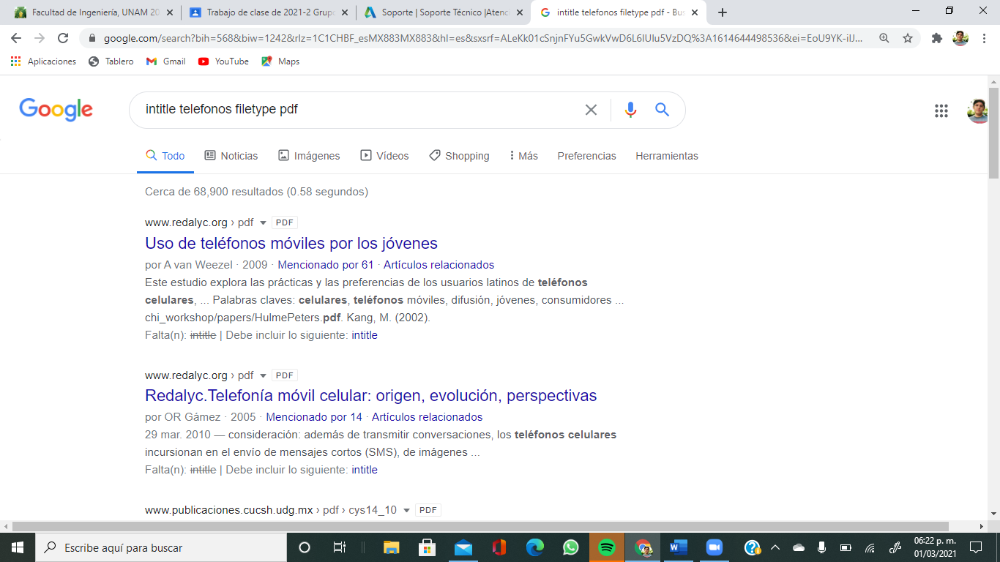 Facultad de Ingeniería, UNAM 20
Trabajo de clase de 2021-2 Grupo
Soporte | Soporte Técnico |Atenc
intitle telefonos filetype pdf - Bus
google.com/search?bih=568&biw=1242&rlz=1C1CHBF_esMX883MX883&hl=es&sxsrf=ALeKk01cSnjnFYu5GwkVwD6L6IUIu5VzDQ%3A1614644498536&ei=EoU9YK-iIJ...
Aplicaciones
Tablero
Gmail
YouTube
Maps
Google
intitle telefonos filetype pdf
Todo
Noticias
Imágenes
Vídeos
Shopping
Más
Preferencias
Herramientas
Cerca de 68,900 resultados (0.58 segundos)
www.redalyc.org › pdf PDF
Uso de teléfonos móviles por los jóvenes
por A van Weezel · 2009 · Mencionado por 61 · Artículos relacionados
Este estudio explora las prácticas y las preferencias de los usuarios latinos de teléfonos
celulares, ... Palabras claves: celulares, teléfonos móviles, difusión, jóvenes, consumidores ...
chi_workshop/papers/HulmePeters.pdf. Kang, M. (2002).
Falta(n): intitle | Debe incluir lo siguiente: intitle
www.redalyc.org › pdf PDF
Redalyc.Telefonía móvil celular: origen, evolución, perspectivas
por OR Gámez · 2005 · Mencionado por 14 · Artículos relacionados
29 mar. 2010 — consideración: además de transmitir conversaciones, los teléfonos celulares
incursionan en el envío de mensajes cortos (SMS), de imágenes ...
Falta(n): intitle | Debe incluir lo siguiente: intitle
www.publicaciones.cucsh.udg.mx › pdf › cys14_10 PDF
Escribe aquí para buscar
06:22 p. m.
01/03/2021